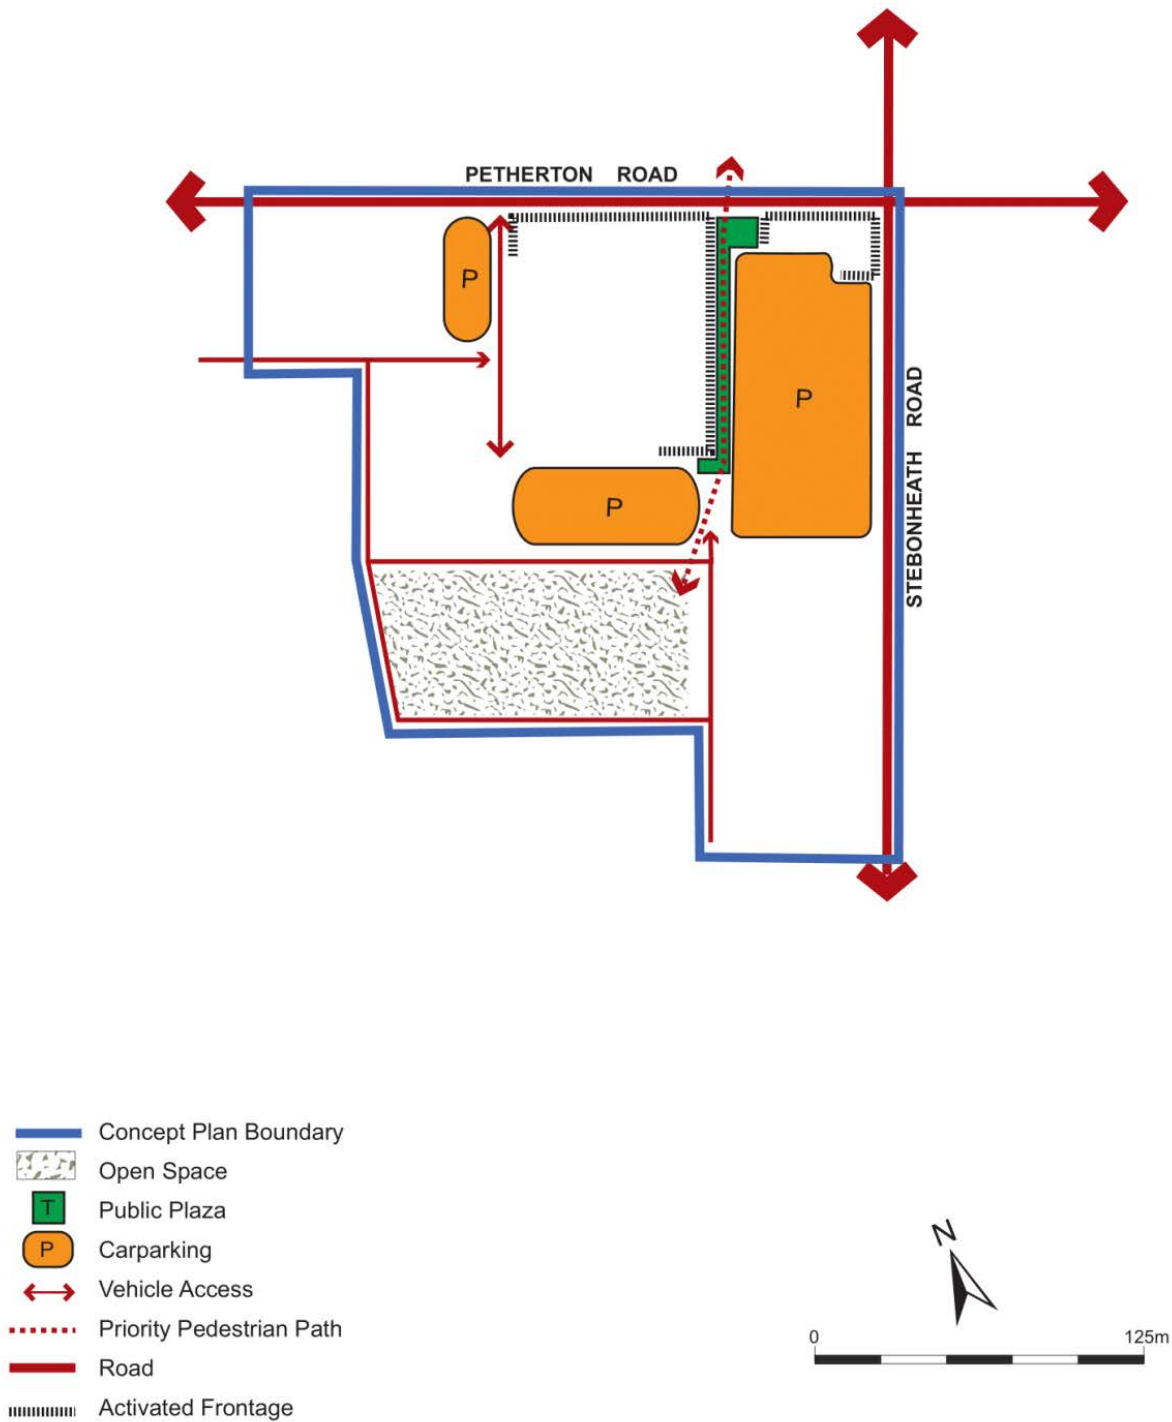 PETHERTON ROAD
P
P
P
STEBONHEATH ROAD
Concept Plan Boundary
Open Space
T
Public Plaza
P
Carparking
Vehicle Access
Priority Pedestrian Path
Road
Activated Frontage
N
0 125m